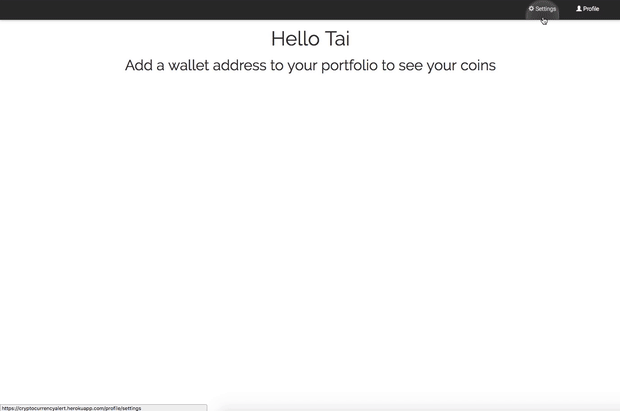 Settings Profile
Hello Tai
Add a wallet address to your portfolio to see your coins
https://cryptocurrencyalert.herokuapp.com/profile/settings